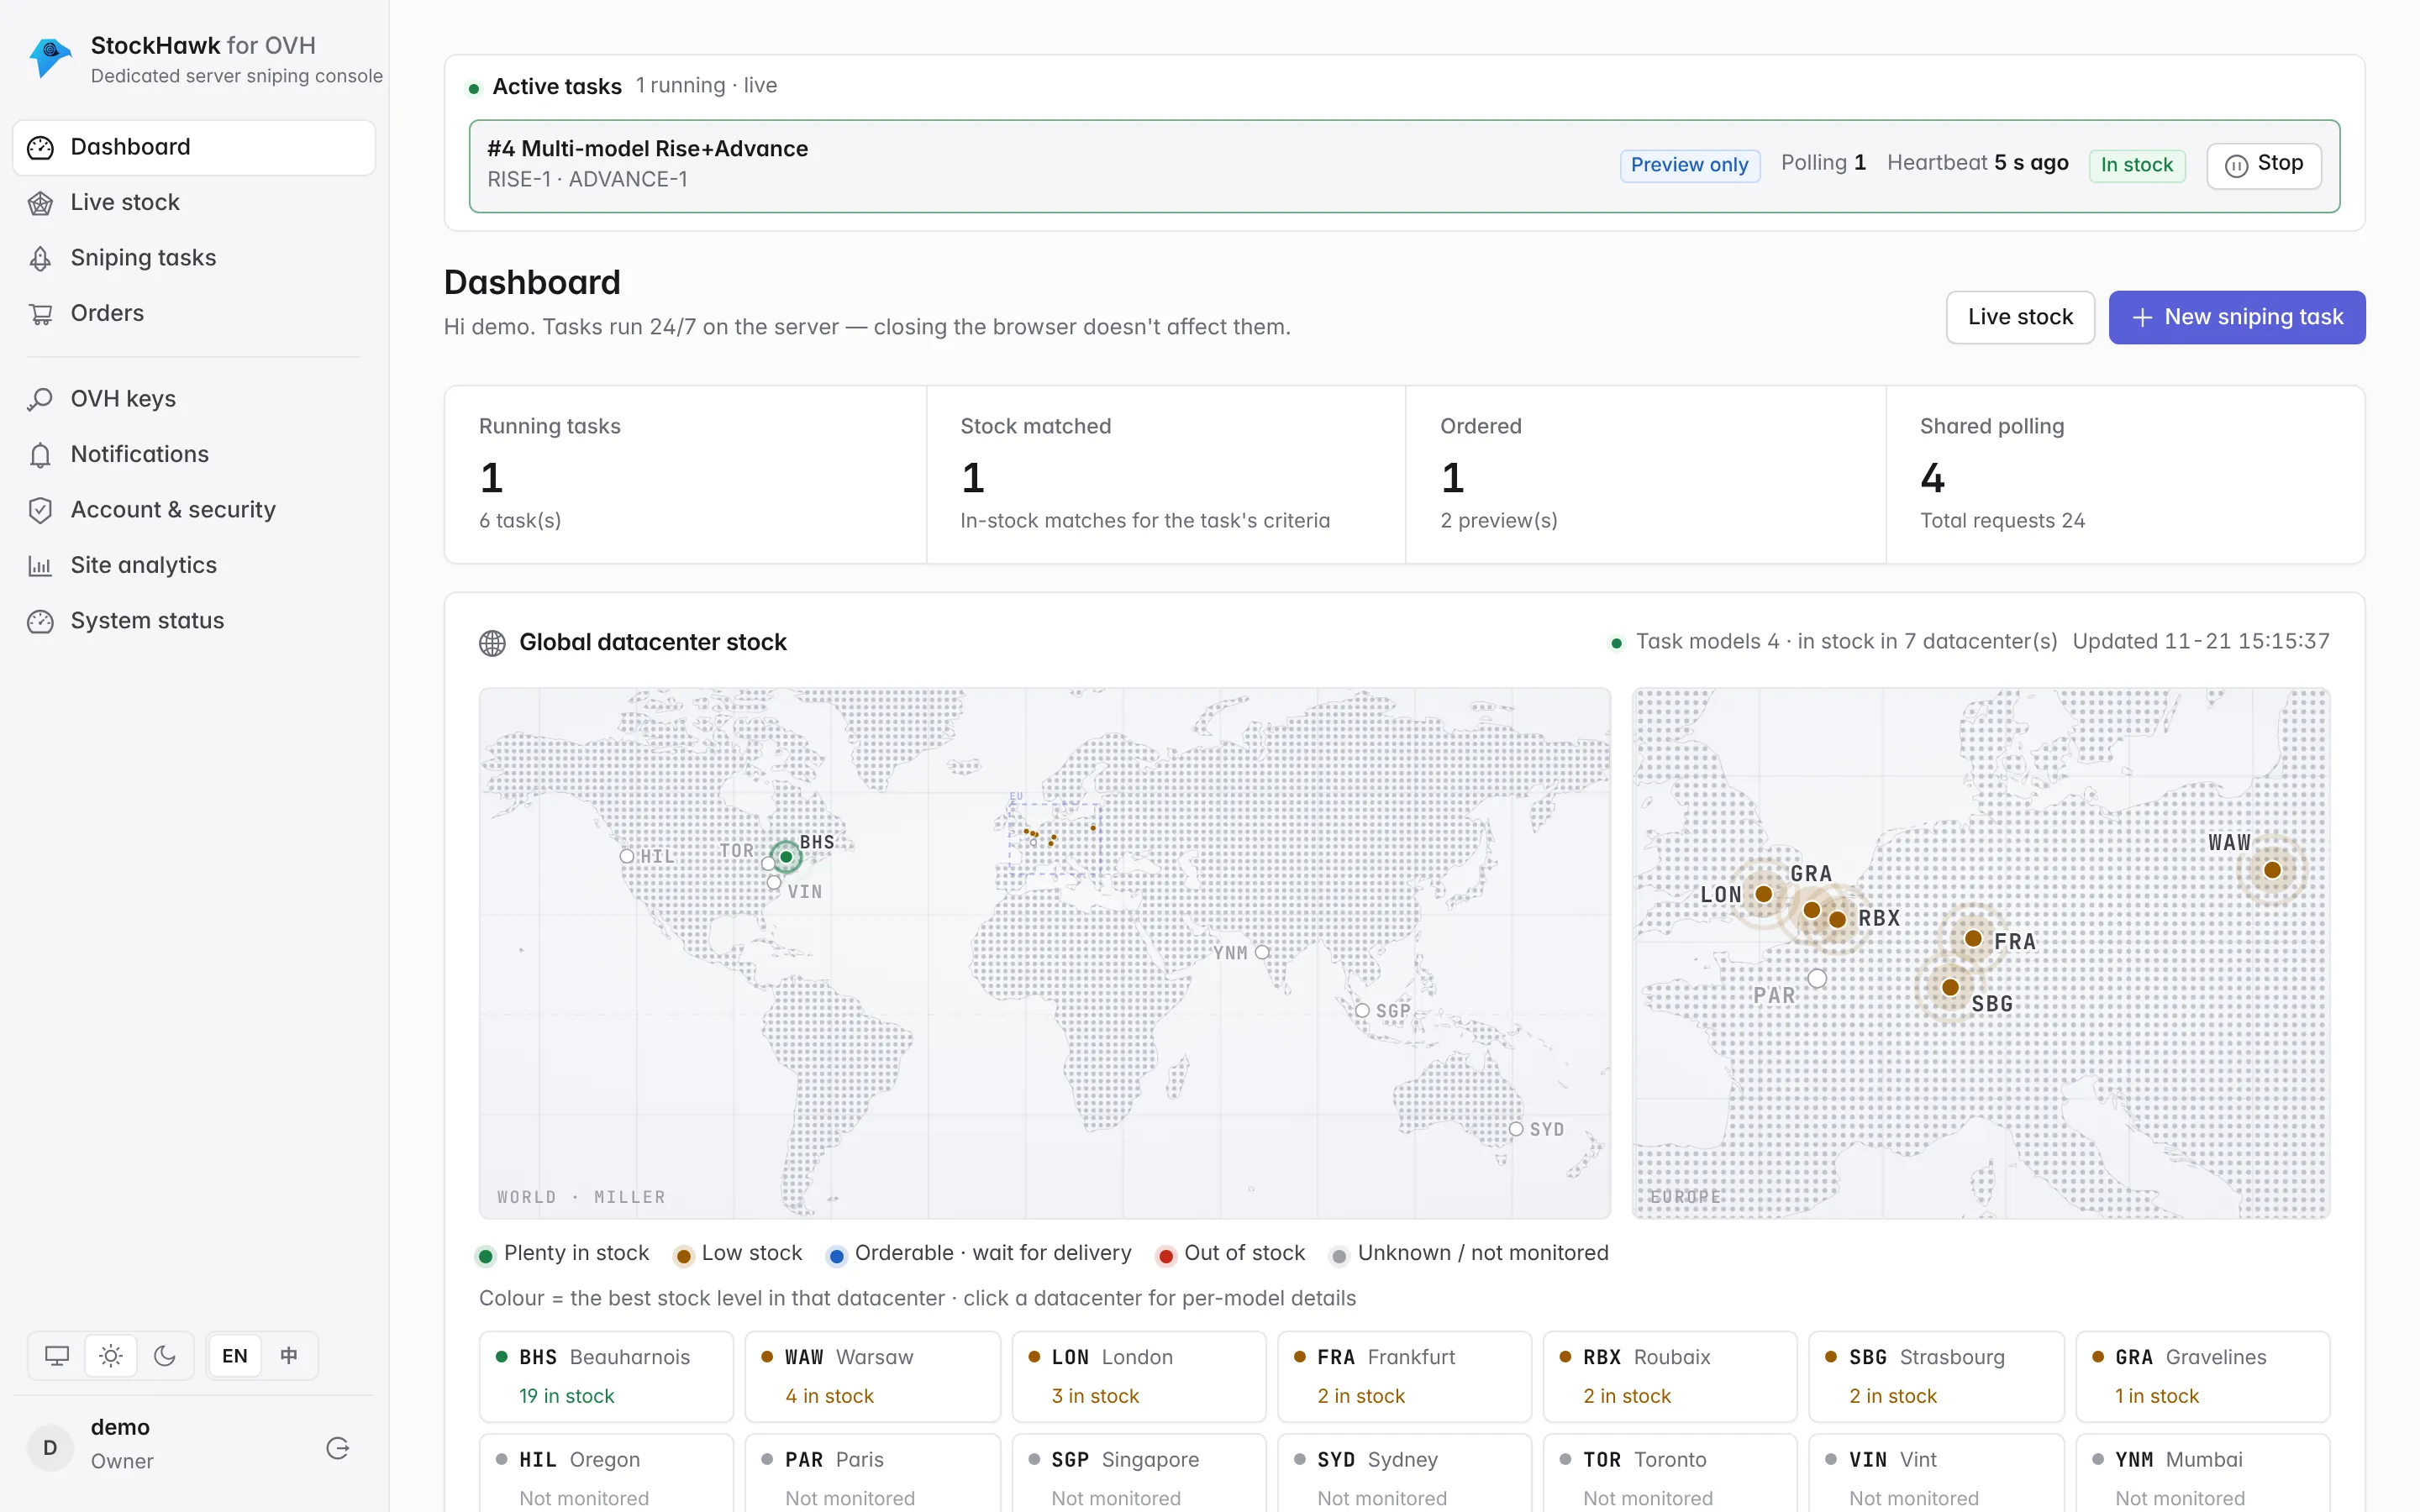 StockHawk for OVH
Dedicated server sniping console
Dashboard
Live stock
Sniping tasks
Orders
OVH keys
Notifications
Account & security
Site analytics
System status
EN 中
D
demo
Owner
Active tasks 1 running · live
#4 Multi-model Rise+Advance
RISE-1 · ADVANCE-1
Preview only Polling 1 Heartbeat 5 s ago In stock Stop
Dashboard
Hi demo. Tasks run 24/7 on the server — closing the browser doesn't affect them.
Live stock
+ New sniping task
Running tasks
1
6 task(s)
Stock matched
1
In-stock matches for the task's criteria
Ordered
1
2 preview(s)
Shared polling
4
Total requests 24
Global datacenter stock
Task models 4 · in stock in 7 datacenter(s) Updated 11-21 15:15:37
EU
BHS
TOR
HIL
VIN
YNM
SGP
SYD
WORLD · MILLER
WAW
GRA
LON
RBX
FRA
PAR
SBG
EUROPE
Plenty in stock Low stock Orderable · wait for delivery Out of stock Unknown / not monitored
Colour = the best stock level in that datacenter · click a datacenter for per-model details
BHS Beauharnois
19 in stock
WAW Warsaw
4 in stock
LON London
3 in stock
FRA Frankfurt
2 in stock
RBX Roubaix
2 in stock
SBG Strasbourg
2 in stock
GRA Gravelines
1 in stock
HIL Oregon
Not monitored
PAR Paris
Not monitored
SGP Singapore
Not monitored
SYD Sydney
Not monitored
TOR Toronto
Not monitored
VIN Vint
Not monitored
YNM Mumbai
Not monitored